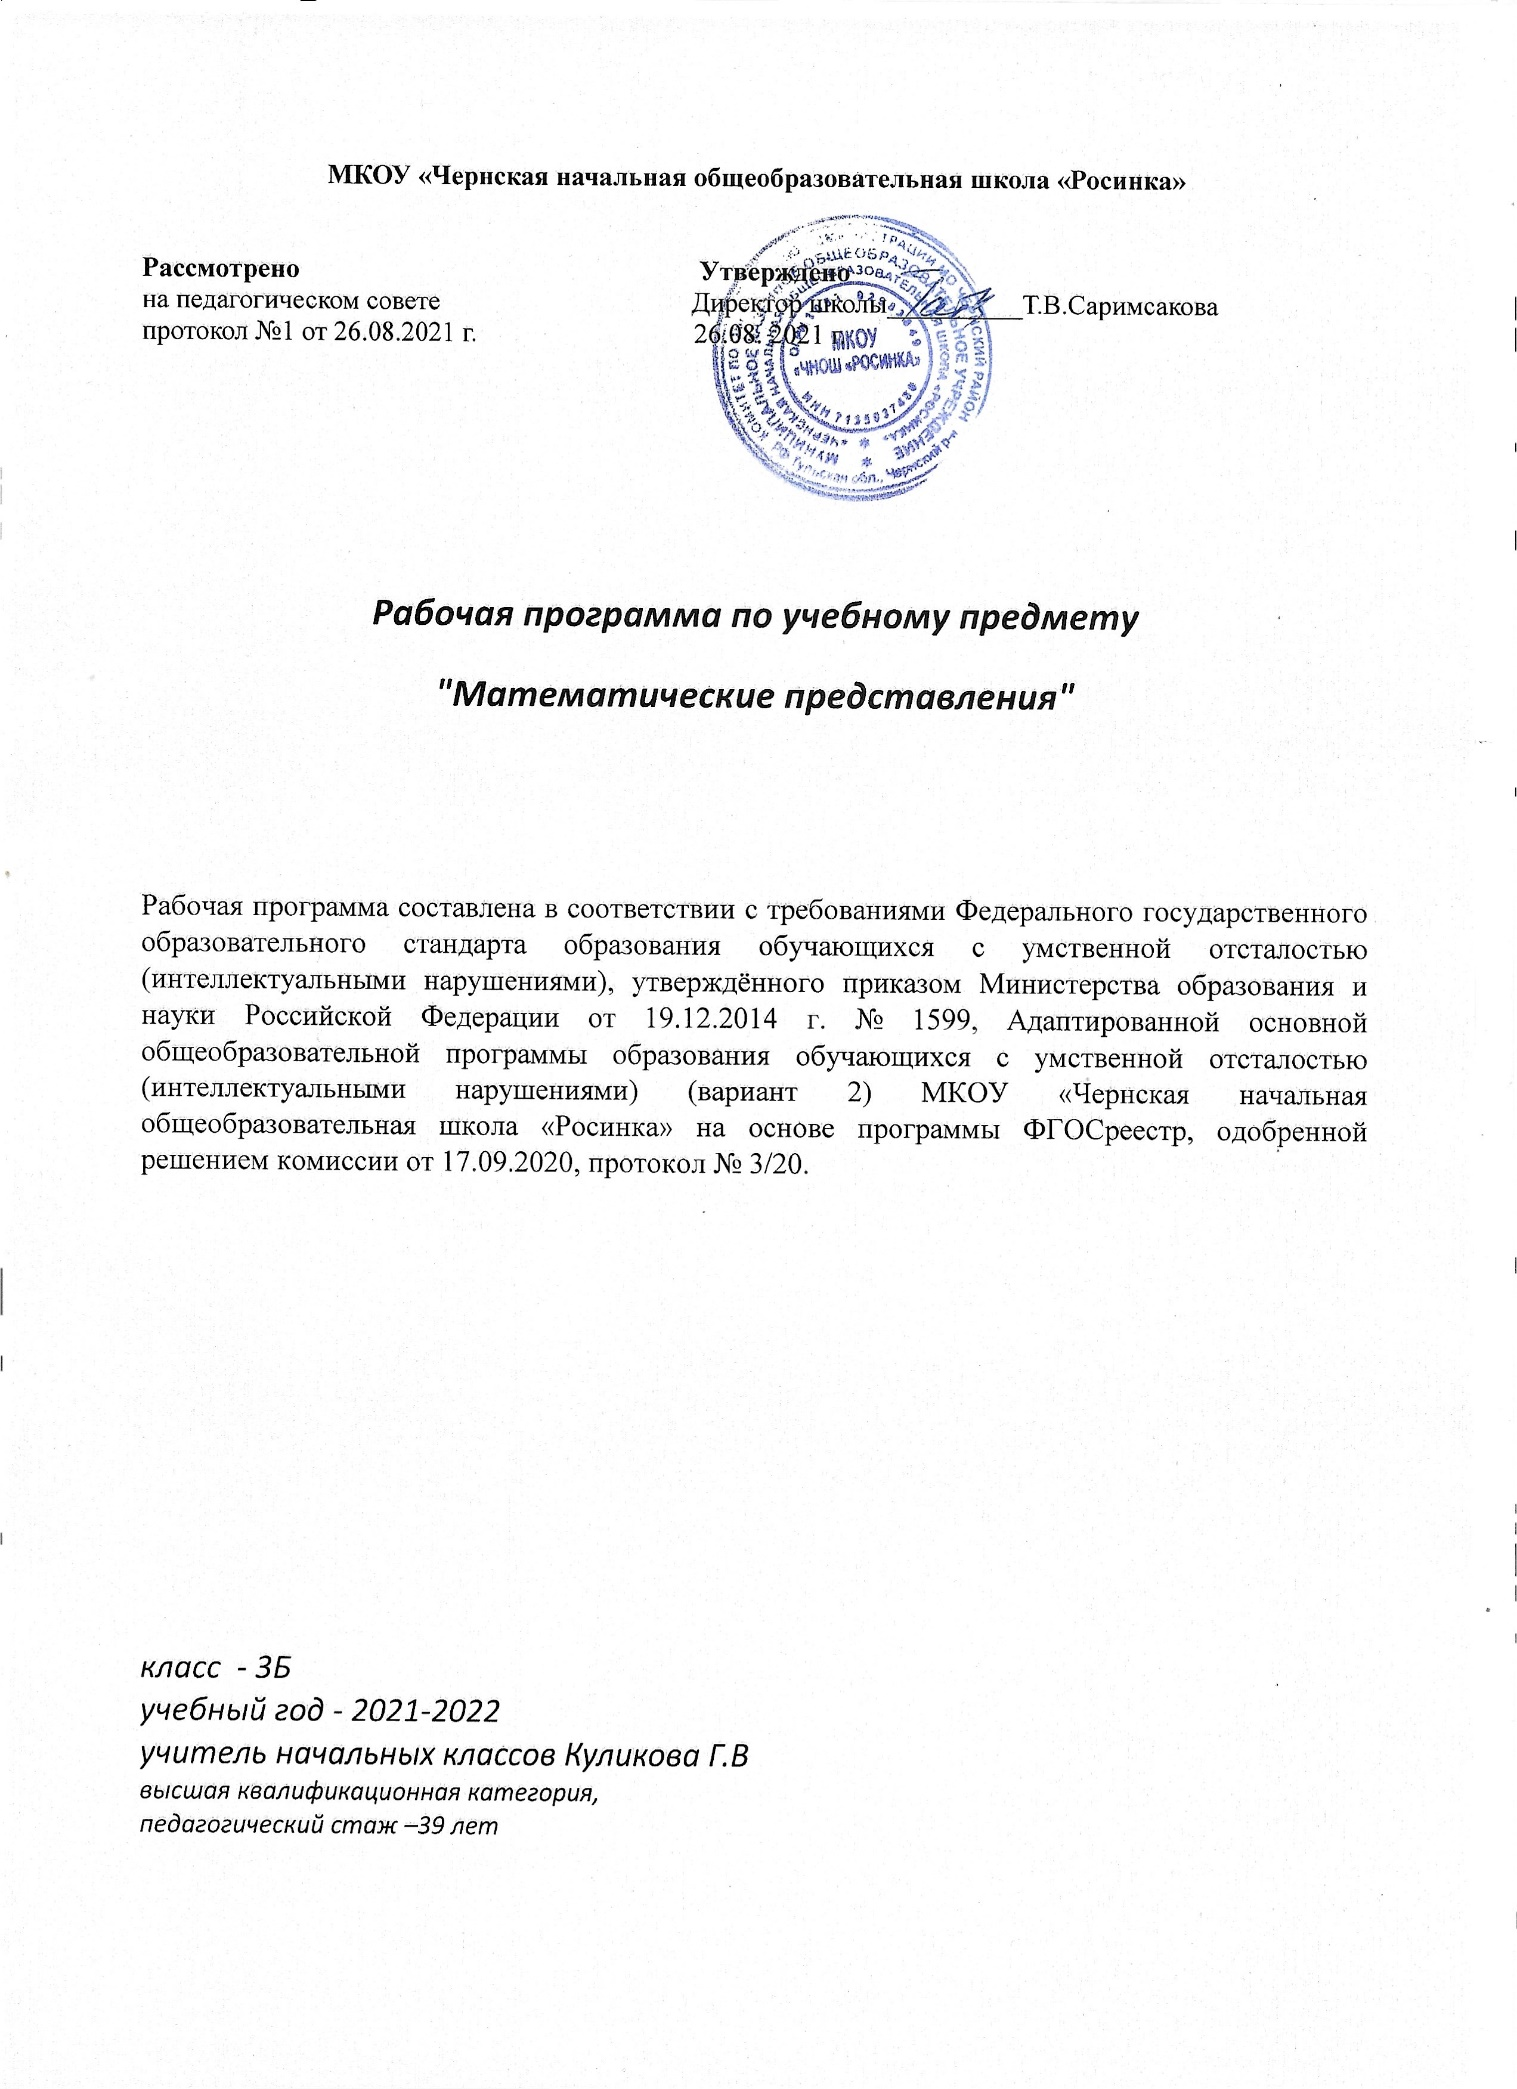 МКОУ «Чернская начальная общеобразовательная школа «Росинка»
Рассмотрено
на педагогическом совете
протокол №1 от 26.08.2021 г.
Утверждено
Директор школы__________Т.В.Саримсакова
26.08. 2021 г.
МКОУ
«ЧНОШ «РОСИНКА»
ИНН 7135037430
Рабочая программа по учебному предмету
"Математические представления"
Рабочая программа составлена в соответствии с требованиями Федерального государственного
образовательного стандарта образования обучающихся с умственной отсталостью
(интеллектуальными нарушениями), утверждённого приказом Министерства образования и
науки Российской Федерации от 19.12.2014 г. № 1599, Адаптированной основной
общеобразовательной программы образования обучающихся с умственной отсталостью
(интеллектуальными нарушениями) (вариант 2) МКОУ «Чернская начальная
общеобразовательная школа «Росинка» на основе программы ФГОСреестр, одобренной
решением комиссии от 17.09.2020, протокол № 3/20.
класс - 3Б
учебный год - 2021-2022
учитель начальных классов Куликова Г.В
высшая квалификационная категория,
педагогический стаж –39 лет